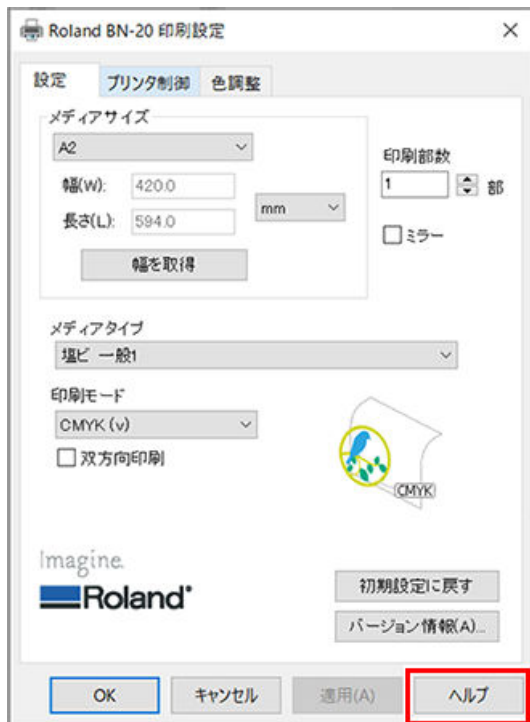 Roland BN-20 印刷設定
設定 プリンタ制御 色調整
メディアサイズ
A2
幅(W): 420.0
長さ(L): 594.0
mm
幅を取得
印刷部数
1 部
ミラー
メディアタイプ
塩ビ 一般1
印刷モード
CMYK (v)
双方向印刷
CMYK
Imagine.
Roland
初期設定に戻す
バージョン情報(A)...
OK キャンセル 適用(A) ヘルプ